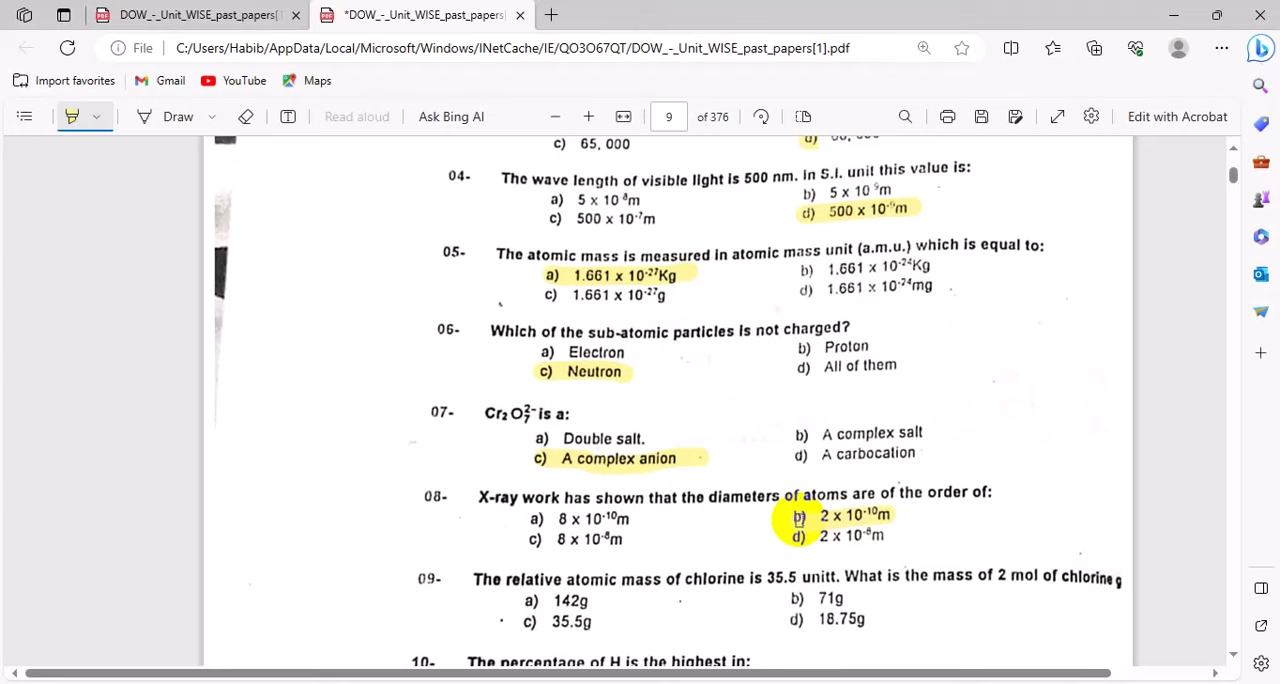 DOW_-_Unit_WISE_past_papers[1
*DOW_-_Unit_WISE_past_papers
File
C:/Users/Habib/AppData/Local/Microsoft/Windows/INetCache/IE/QO3O67QT/DOW_-_Unit_WISE_past_papers[1].pdf
Import favorites
Gmail
YouTube
Maps
Draw
Read aloud
Ask Bing AI
9
of 376
Edit with Acrobat
c) 65, 000
d)
04- The wave length of visible light is 500 nm. In S.I. unit this value is:
a) 5 x 10⁻⁸m
b) 5 x 10⁻⁹m
c) 500 x 10⁻⁷m
d) 500 x 10⁻⁹m
05- The atomic mass is measured in atomic mass unit (a.m.u.) which is equal to:
a) 1.661 x 10⁻²⁷Kg
b) 1.661 x 10⁻²⁴Kg
c) 1.661 x 10⁻²⁷g
d) 1.661 x 10⁻²⁴mg
06- Which of the sub-atomic particles is not charged?
a) Electron
b) Proton
c) Neutron
d) All of them
07- Cr₂O₇²⁻ is a:
a) Double salt.
b) A complex salt
c) A complex anion
d) A carbocation
08- X-ray work has shown that the diameters of atoms are of the order of:
a) 8 x 10⁻¹⁰m
b) 2 x 10⁻¹⁰m
c) 8 x 10⁻⁸m
d) 2 x 10⁻⁸m
09- The relative atomic mass of chlorine is 35.5 unitt. What is the mass of 2 mol of chlorine g
a) 142g
b) 71g
c) 35.5g
d) 18.75g
10- The percentage of H is the highest in: